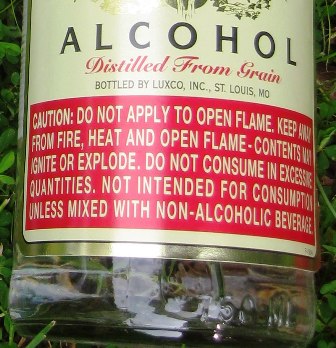 ALCOHOL
Distilled From Grain
BOTTLED BY LUXCO, INC., ST. LOUIS, MO
CAUTION: DO NOT APPLY TO OPEN FLAME. KEEP AWAY
FROM FIRE, HEAT AND OPEN FLAME-CONTENTS MAY
IGNITE OR EXPLODE. DO NOT CONSUME IN EXCESSIVE
QUANTITIES. NOT INTENDED FOR CONSUMPTION
UNLESS MIXED WITH NON-ALCOHOLIC BEVERAGE.